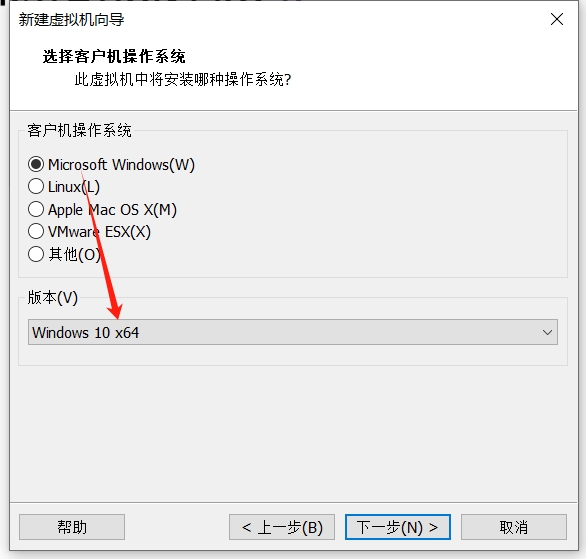 新建虚拟机向导
选择客户机操作系统
此虚拟机中将安装哪种操作系统?
客户机操作系统
Microsoft Windows(W)
Linux(L)
Apple Mac OS X(M)
VMware ESX(X)
其他(O)
版本(V)
Windows 10 x64
帮助
< 上一步(B)
下一步(N) >
取消